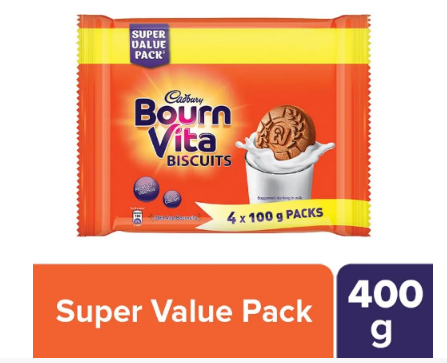 SUPER
VALUE
PACK
Cadbury
Bourn
Vita
BISCUITS
4 x 100 g PACKS
Super Value Pack
400
g